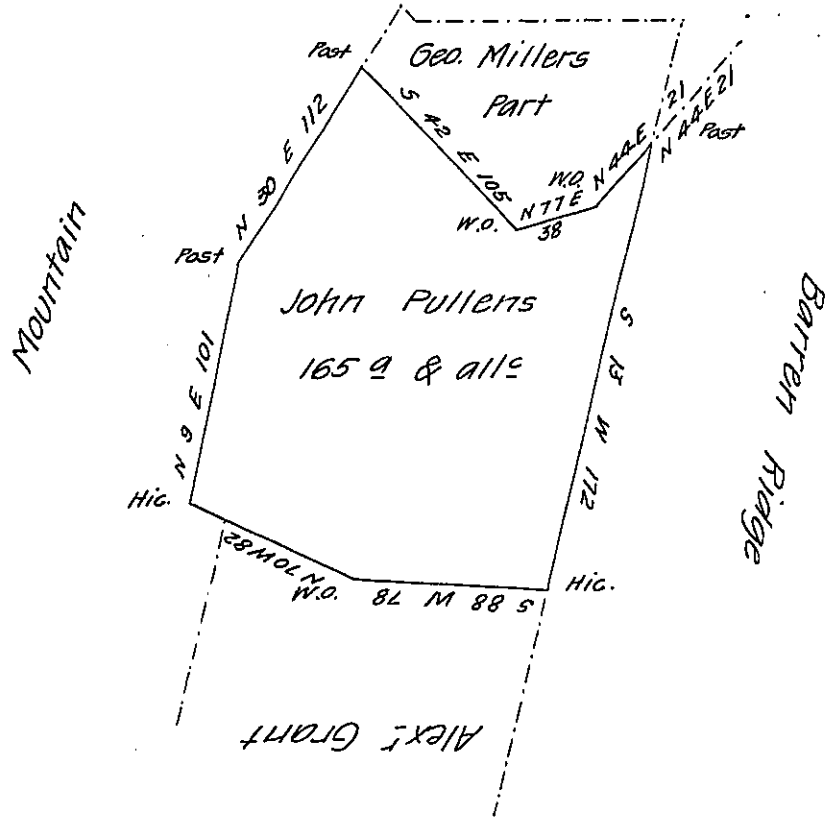 Post
Geo. Millers
Part
N 30 E 112
S 42 E 105
W.O.
N 77 E
38
W.O.
N 44 E 21
N 44 E 21
Post
Post
Mountain
John Pullens
165 a & allc
S 13 W 172
Barren Ridge
N 9 E 101
Hic.
N 70 W 82
W.O.
S 88 W 78
Hic.
Alexr Grant